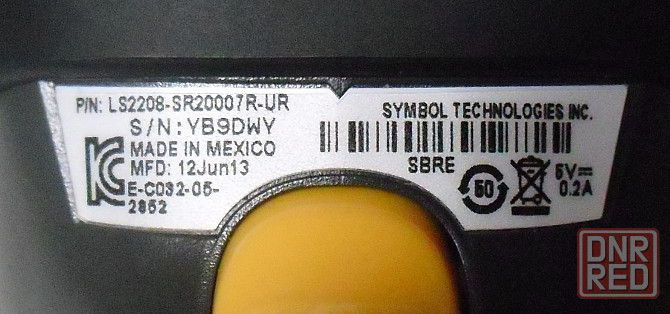 P/N: LS2208-SR20007R-UR
S/N: YB9DWY
MADE IN MEXICO
MFD: 12Jun13
E-C032-05-
2852
SYMBOL TECHNOLOGIES INC.
SBRE
50
5V⎓
0.2A
DNR
RED